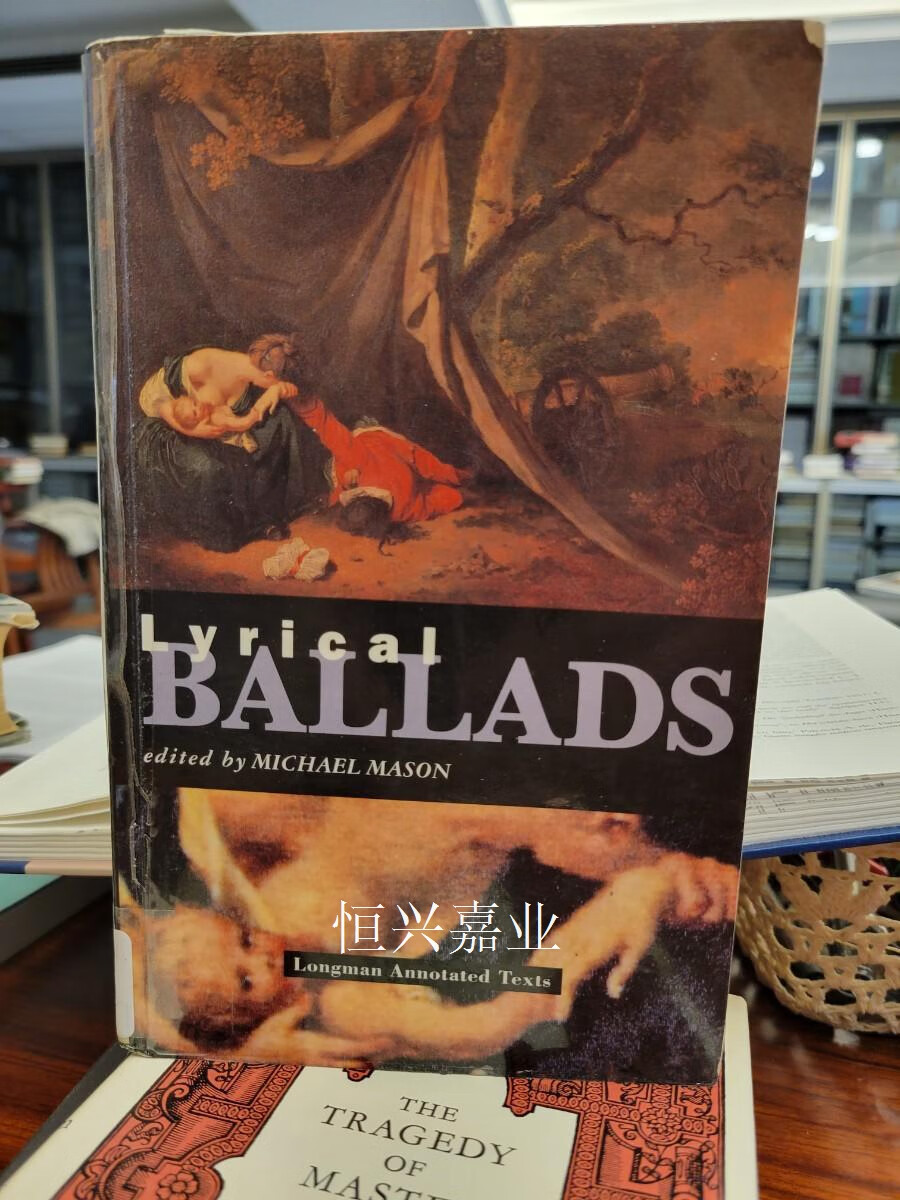 Lyrical
BALLADS
edited by MICHAEL MASON
恒兴嘉业
Longman Annotated Texts
THE
TRAGEDY
OF